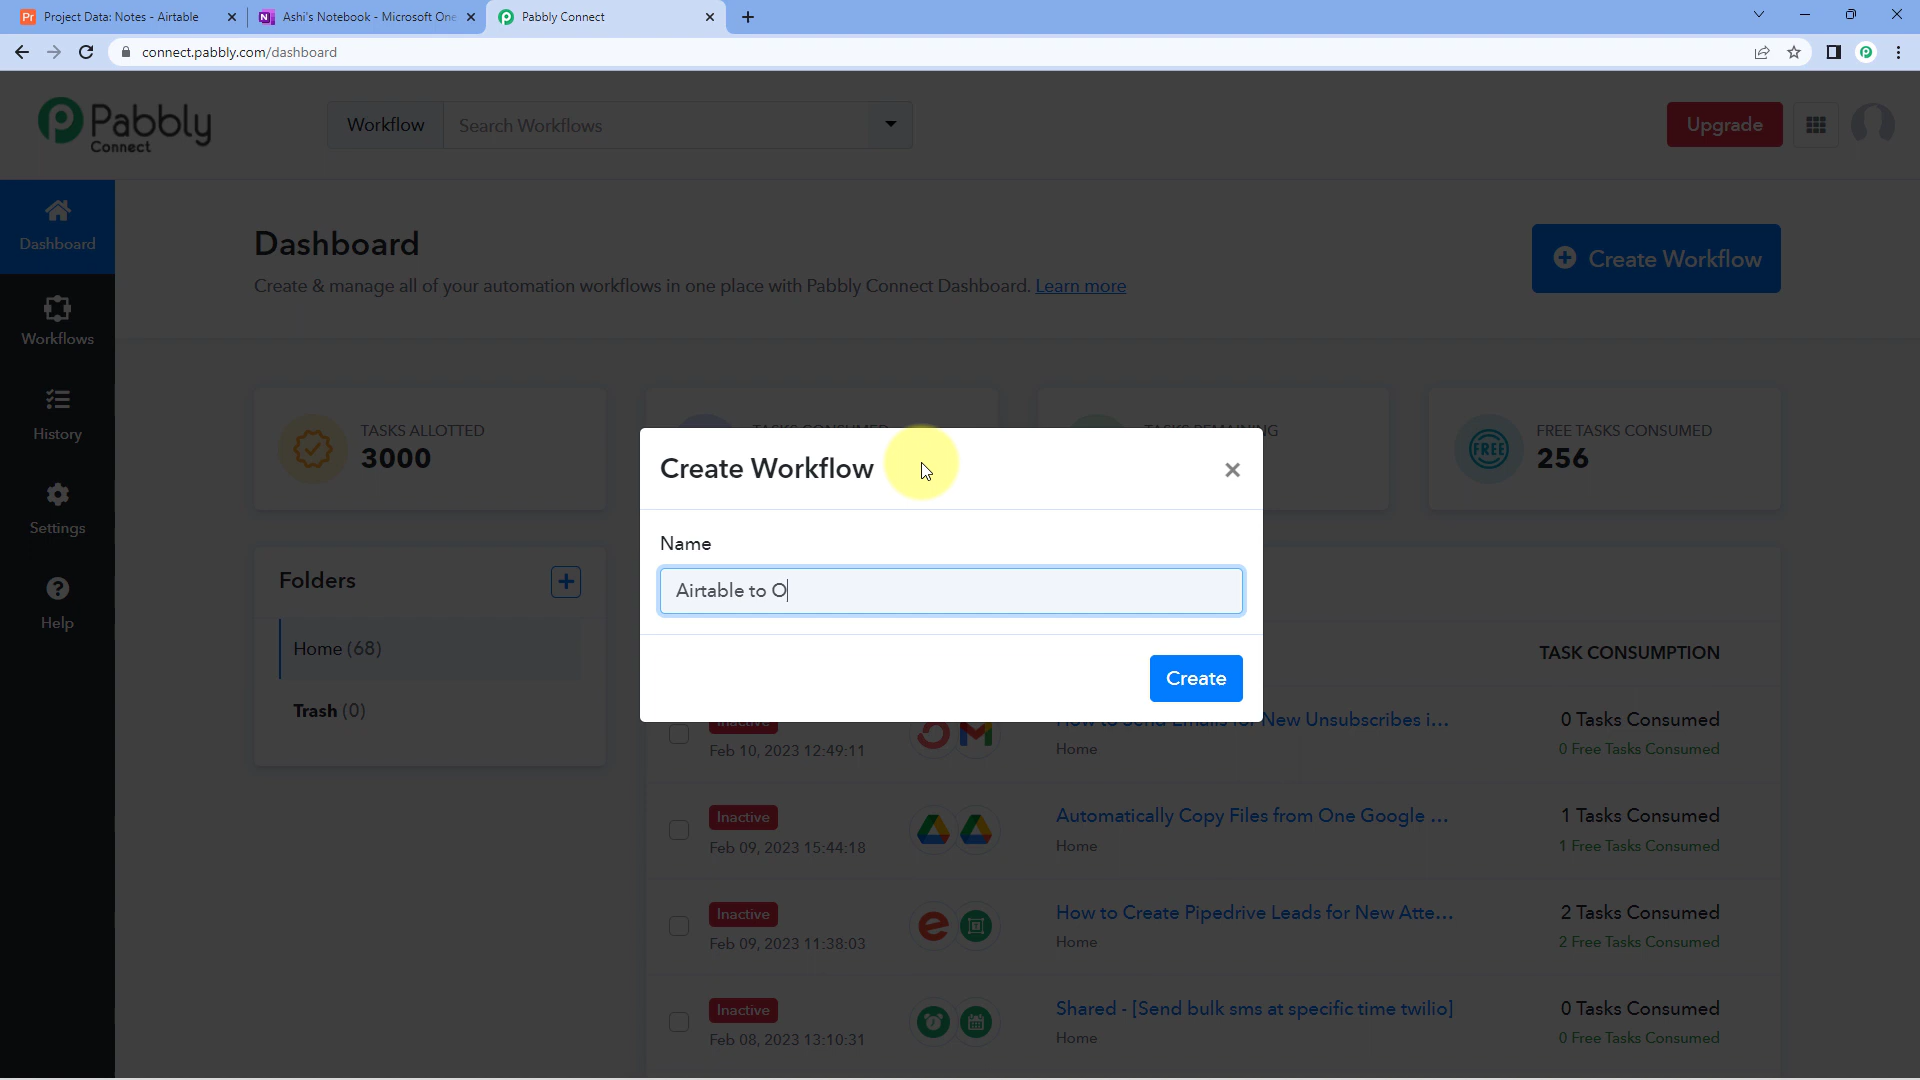 Project Data: Notes - Airtable
Ashi's Notebook - Microsoft One
Pabbly Connect
connect.pabbly.com/dashboard
Pabbly
Connect
Workflow
Search Workflows
Upgrade
Dashboard
Workflows
History
Settings
Help
Dashboard
Create & manage all of your automation workflows in one place with Pabbly Connect Dashboard. Learn more
Create Workflow
TASKS ALLOTTED
3000
TASKS CONSUMED
TASKS REMAINING
FREE
FREE TASKS CONSUMED
256
Folders
Home (68)
Trash (0)
Create Workflow
Name
Airtable to O
Create
TASK CONSUMPTION
Inactive
Feb 10, 2023 12:49:11
How to Send Emails for New Unsubscribes i...
Home
0 Tasks Consumed
0 Free Tasks Consumed
Inactive
Feb 09, 2023 15:44:18
Automatically Copy Files from One Google ...
Home
1 Tasks Consumed
1 Free Tasks Consumed
Inactive
Feb 09, 2023 11:38:03
How to Create Pipedrive Leads for New Atte...
Home
2 Tasks Consumed
2 Free Tasks Consumed
Inactive
Feb 08, 2023 13:10:31
Shared - [Send bulk sms at specific time twilio]
Home
0 Tasks Consumed
0 Free Tasks Consumed